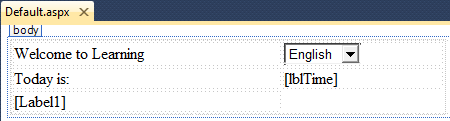 Default.aspx
body
Welcome to Learning English
Today is: [lblTime]
[Label1]